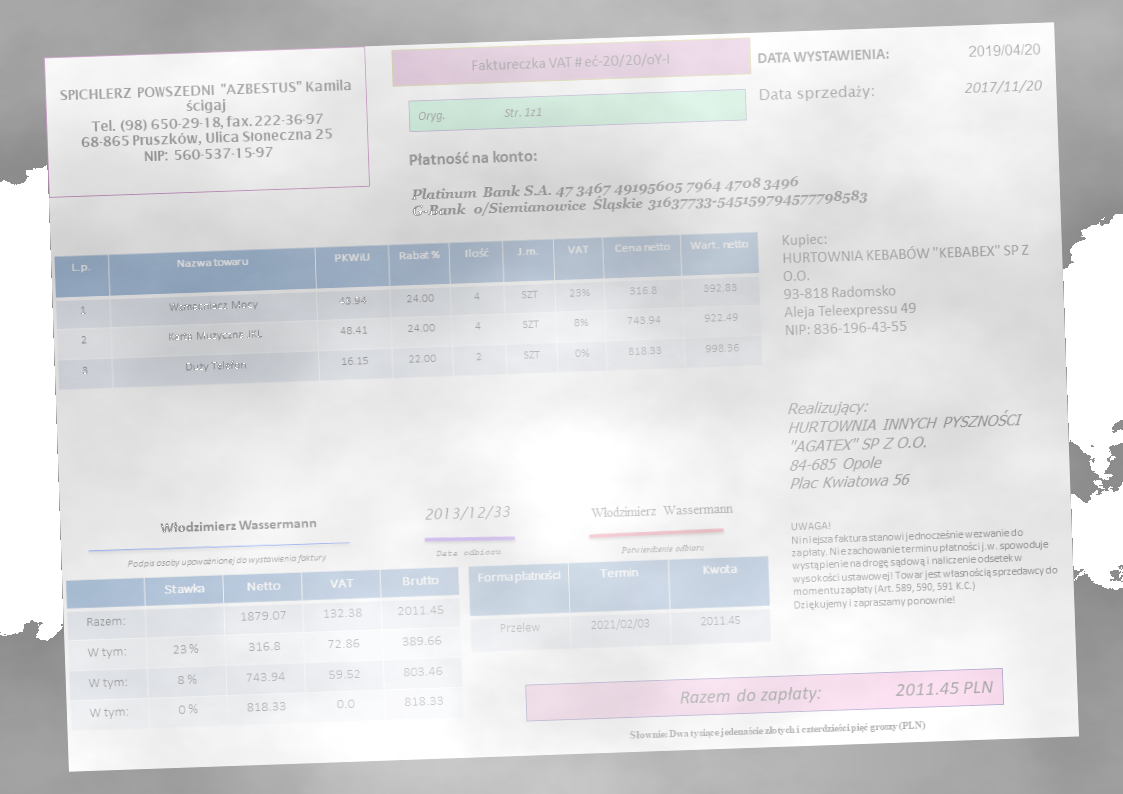 SPICHLERZ POWSZEDNI "AZBESTUS" Kamila
ścigaj
Tel. (98) 650-29-18, fax. 222-36-97
68-865 Pruszków, Ulica Słoneczna 25
NIP: 560-537-15-97
Faktureczka VAT # eć-20/20/oY-I
Oryg. Str. 1z1
DATA WYSTAWIENIA: 2019/04/20
Data sprzedaży: 2017/11/20
Płatność na konto:
Platinum Bank S.A. 47 3467 49195605 7964 4708 3496
G-Bank o/Siemianowice Śląskie 31637733-545159794577798583
L.p. Nazwa towaru PKWiU Rabat % Ilość J.m. VAT Cena netto Wart. netto
1 Wzmacniacz Mocy 43.94 24.00 4 SZT 23% 316.8 392.83
2 Karta Muzyczna 48.41 24.00 4 SZT 8% 743.94 922.49
3 Duży Telefon 16.15 22.00 2 SZT 0% 818.33 998.36
Kupiec:
HURTOWNIA KEBABÓW "KEBABEX" SP Z
O.O.
93-818 Radomsko
Aleja Teleexpressu 49
NIP: 836-196-43-55
Realizujący:
HURTOWNIA INNYCH PYSZNOŚCI
"AGATEX" SP Z O.O.
84-685 Opole
Plac Kwiatowa 56
Włodzimierz Wassermann
Podpis osoby upoważnionej do wystawienia faktury
2013/12/33
Data odbioru
Włodzimierz Wassermann
Potwierdzenie odbioru
UWAGA!
Niniejsza faktura stanowi jednocześnie wezwanie do
zapłaty. Nie zachowanie terminu płatności j.w. spowoduje
wystąpienie na drogę sądową i naliczenie odsetek w
wysokości ustawowej! Towar jest własnością sprzedawcy do
momentu zapłaty (Art. 589, 590, 591 K.C.)
Dziękujemy i zapraszamy ponownie!
Stawka Netto VAT Brutto
Razem: 1879.07 132.38 2011.45
W tym: 23 % 316.8 72.86 389.66
W tym: 8 % 743.94 59.52 803.46
W tym: 0 % 818.33 0.0 818.33
Forma płatności Termin Kwota
Przelew 2021/02/03 2011.45
Razem do zapłaty: 2011.45 PLN
Słownie: Dwa tysiące jedenaście złotych i czterdzieści pięć groszy (PLN)